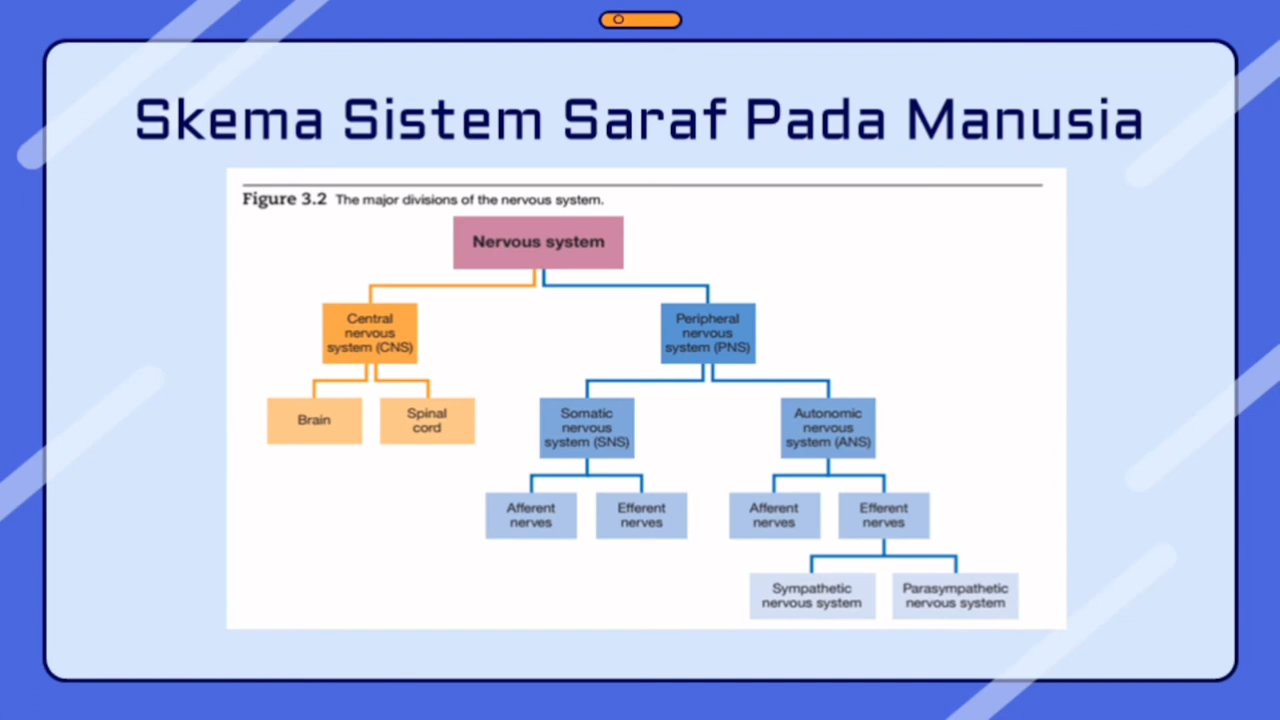 Skema Sistem Saraf Pada Manusia
Figure 3.2 The major divisions of the nervous system.
Nervous system
Central
nervous
system (CNS)
Peripheral
nervous
system (PNS)
Brain
Spinal
cord
Somatic
nervous
system (SNS)
Autonomic
nervous
system (ANS)
Afferent
nerves
Efferent
nerves
Afferent
nerves
Efferent
nerves
Sympathetic
nervous system
Parasympathetic
nervous system